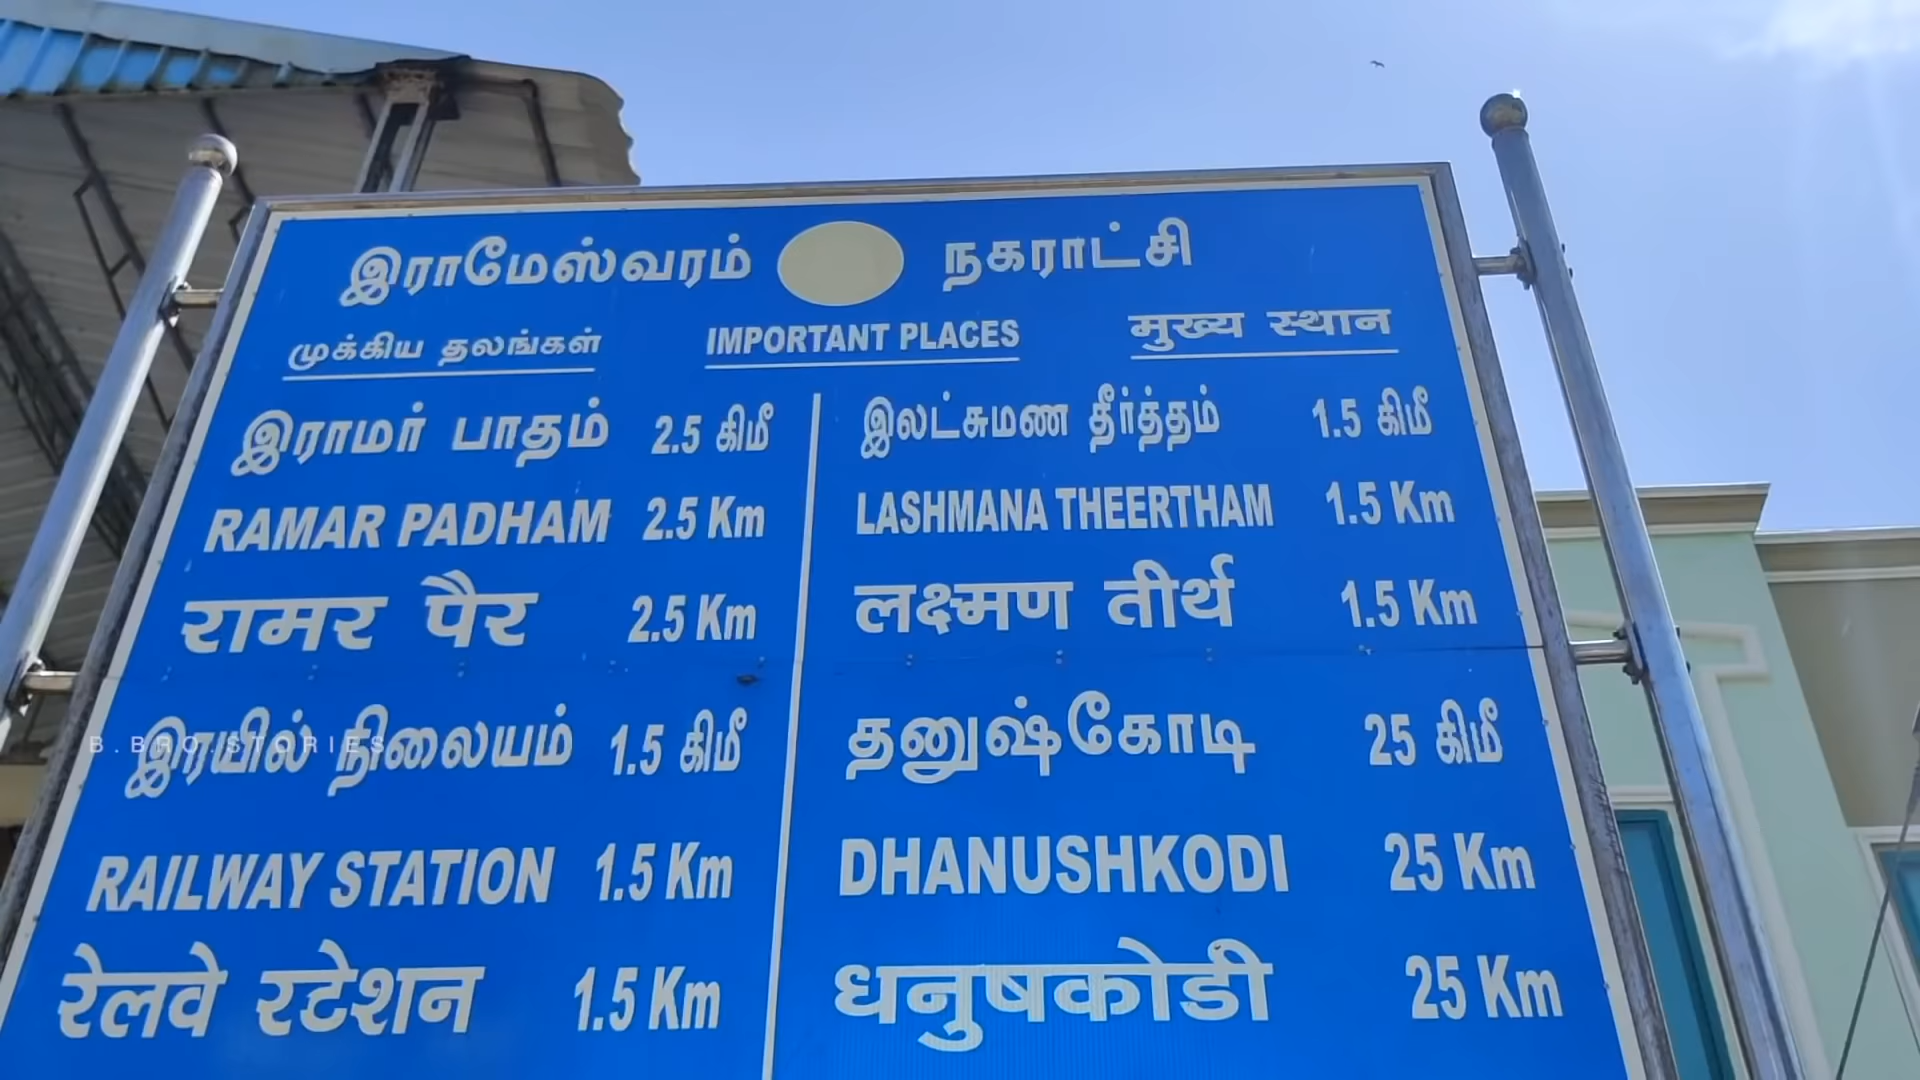 இராமேஸ்வரம் நகராட்சி
முக்கிய தலங்கள் IMPORTANT PLACES मुख्य स्थान
இராமர் பாதம் 2.5 கிமீ
RAMAR PADHAM 2.5 Km
रामर पैर 2.5 Km
இரயில் நிலையம் 1.5 கிமீ
RAILWAY STATION 1.5 Km
रेलवे रटेशन 1.5 Km
இலட்சுமண தீர்த்தம் 1.5 கிமீ
LASHMANA THEERTHAM 1.5 Km
लक्ष्मण तीर्थ 1.5 Km
தனுஷ்கோடி 25 கிமீ
DHANUSHKODI 25 Km
धनुषकोडी 25 Km
B.BRO.STORIES